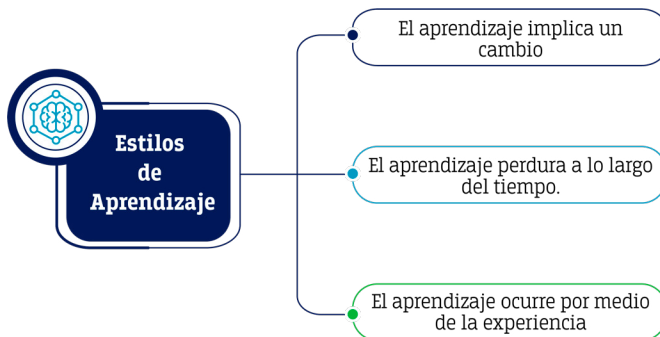 El aprendizaje implica un
cambio
Estilos
de
Aprendizaje
El aprendizaje perdura a lo largo
del tiempo.
El aprendizaje ocurre por medio
de la experiencia